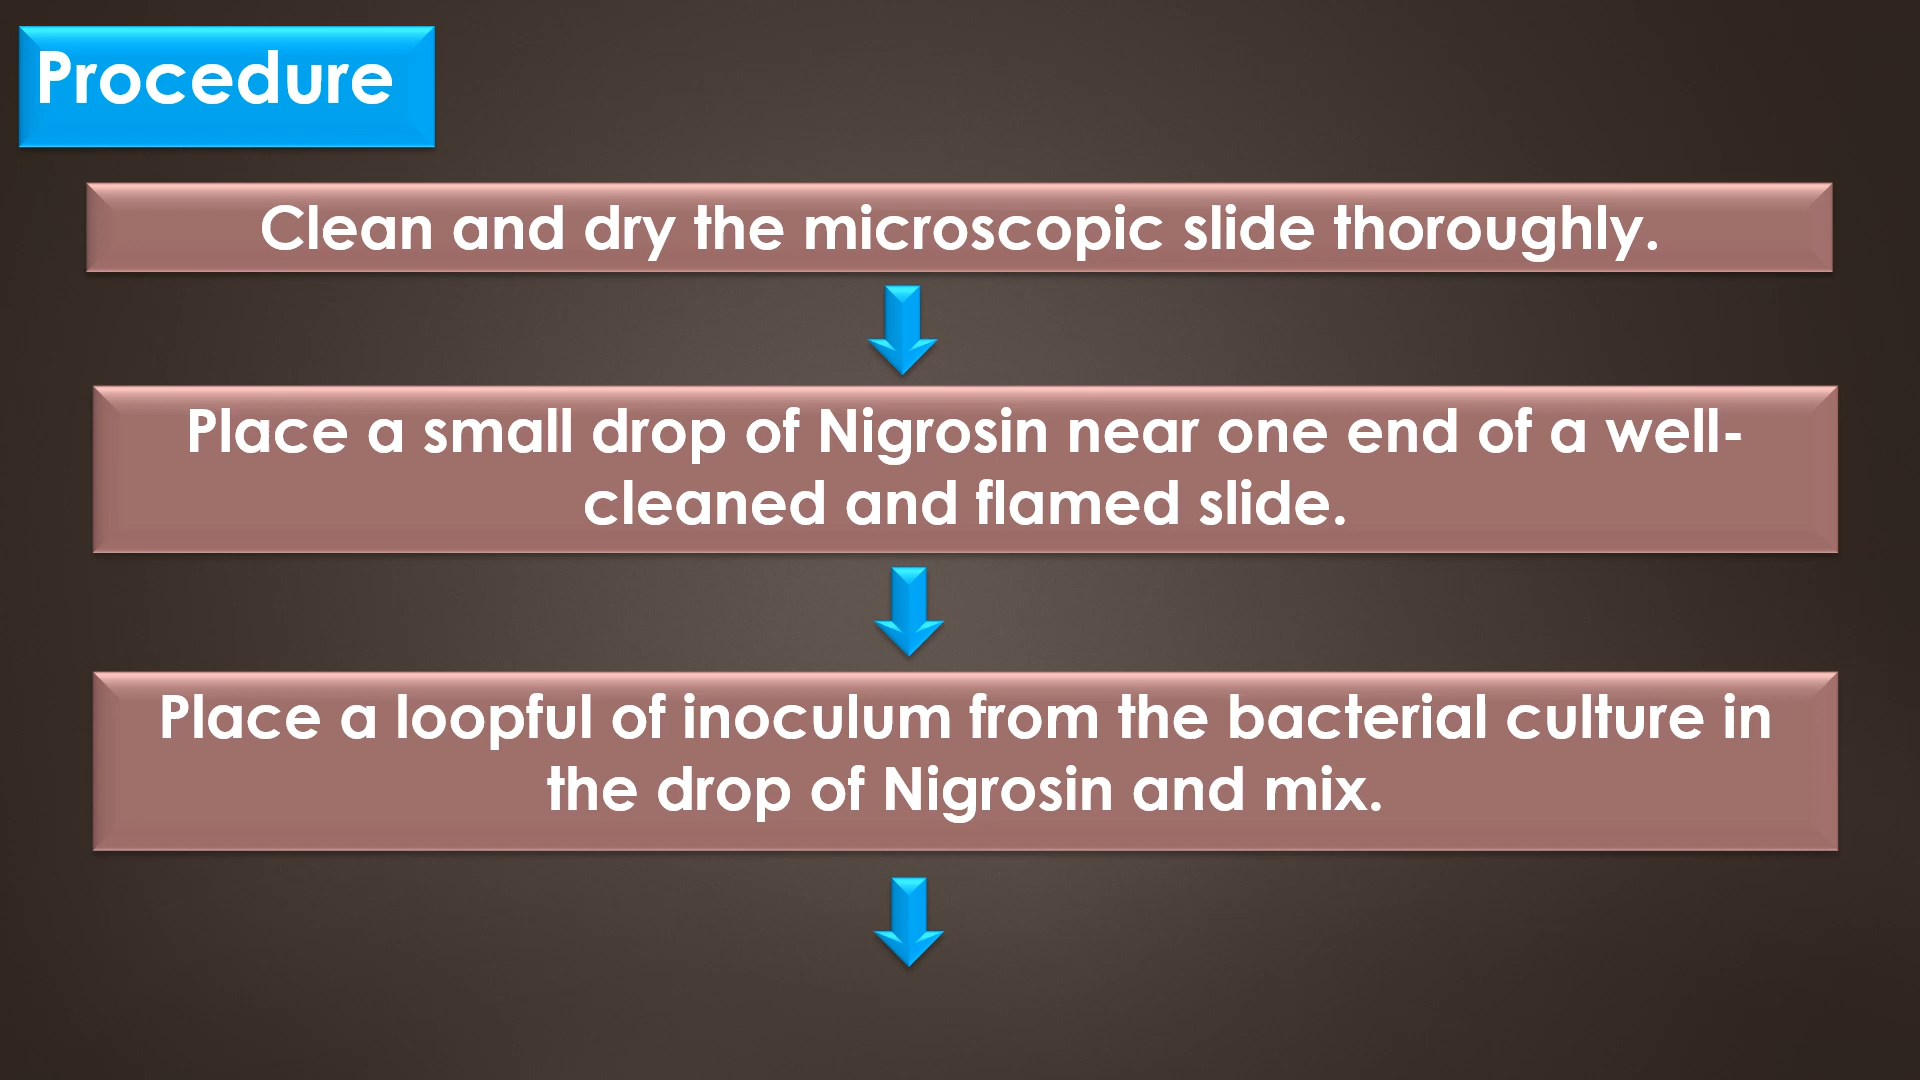 Procedure
Clean and dry the microscopic slide thoroughly.
Place a small drop of Nigrosin near one end of a well-
cleaned and flamed slide.
Place a loopful of inoculum from the bacterial culture in
the drop of Nigrosin and mix.